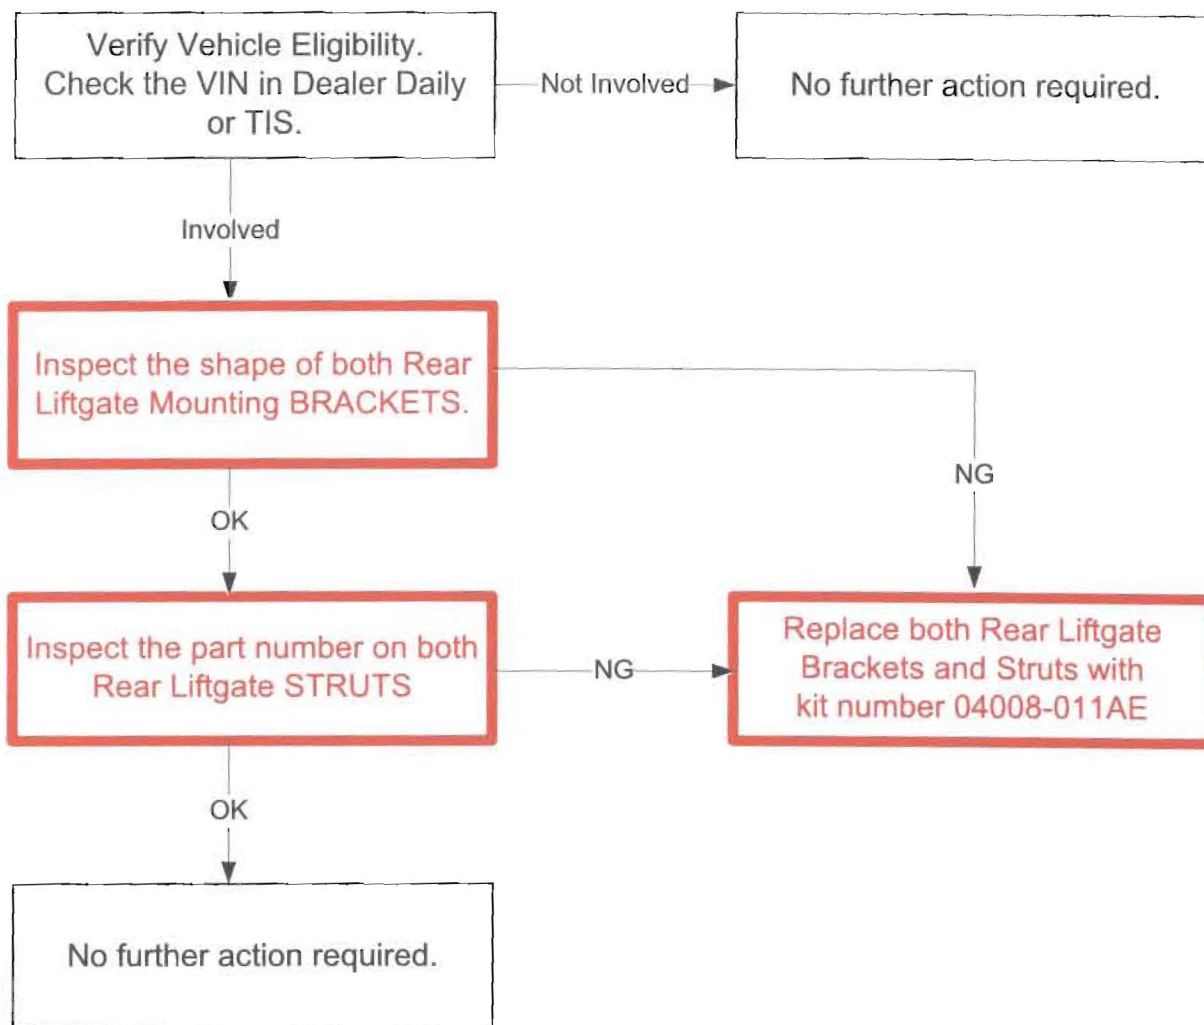 Verify Vehicle Eligibility.
Check the VIN in Dealer Daily
or TIS.
Not Involved
No further action required.
Involved
Inspect the shape of both Rear
Liftgate Mounting BRACKETS.
NG
OK
Inspect the part number on both
Rear Liftgate STRUTS
NG
Replace both Rear Liftgate
Brackets and Struts with
kit number 04008-011AE
OK
No further action required.